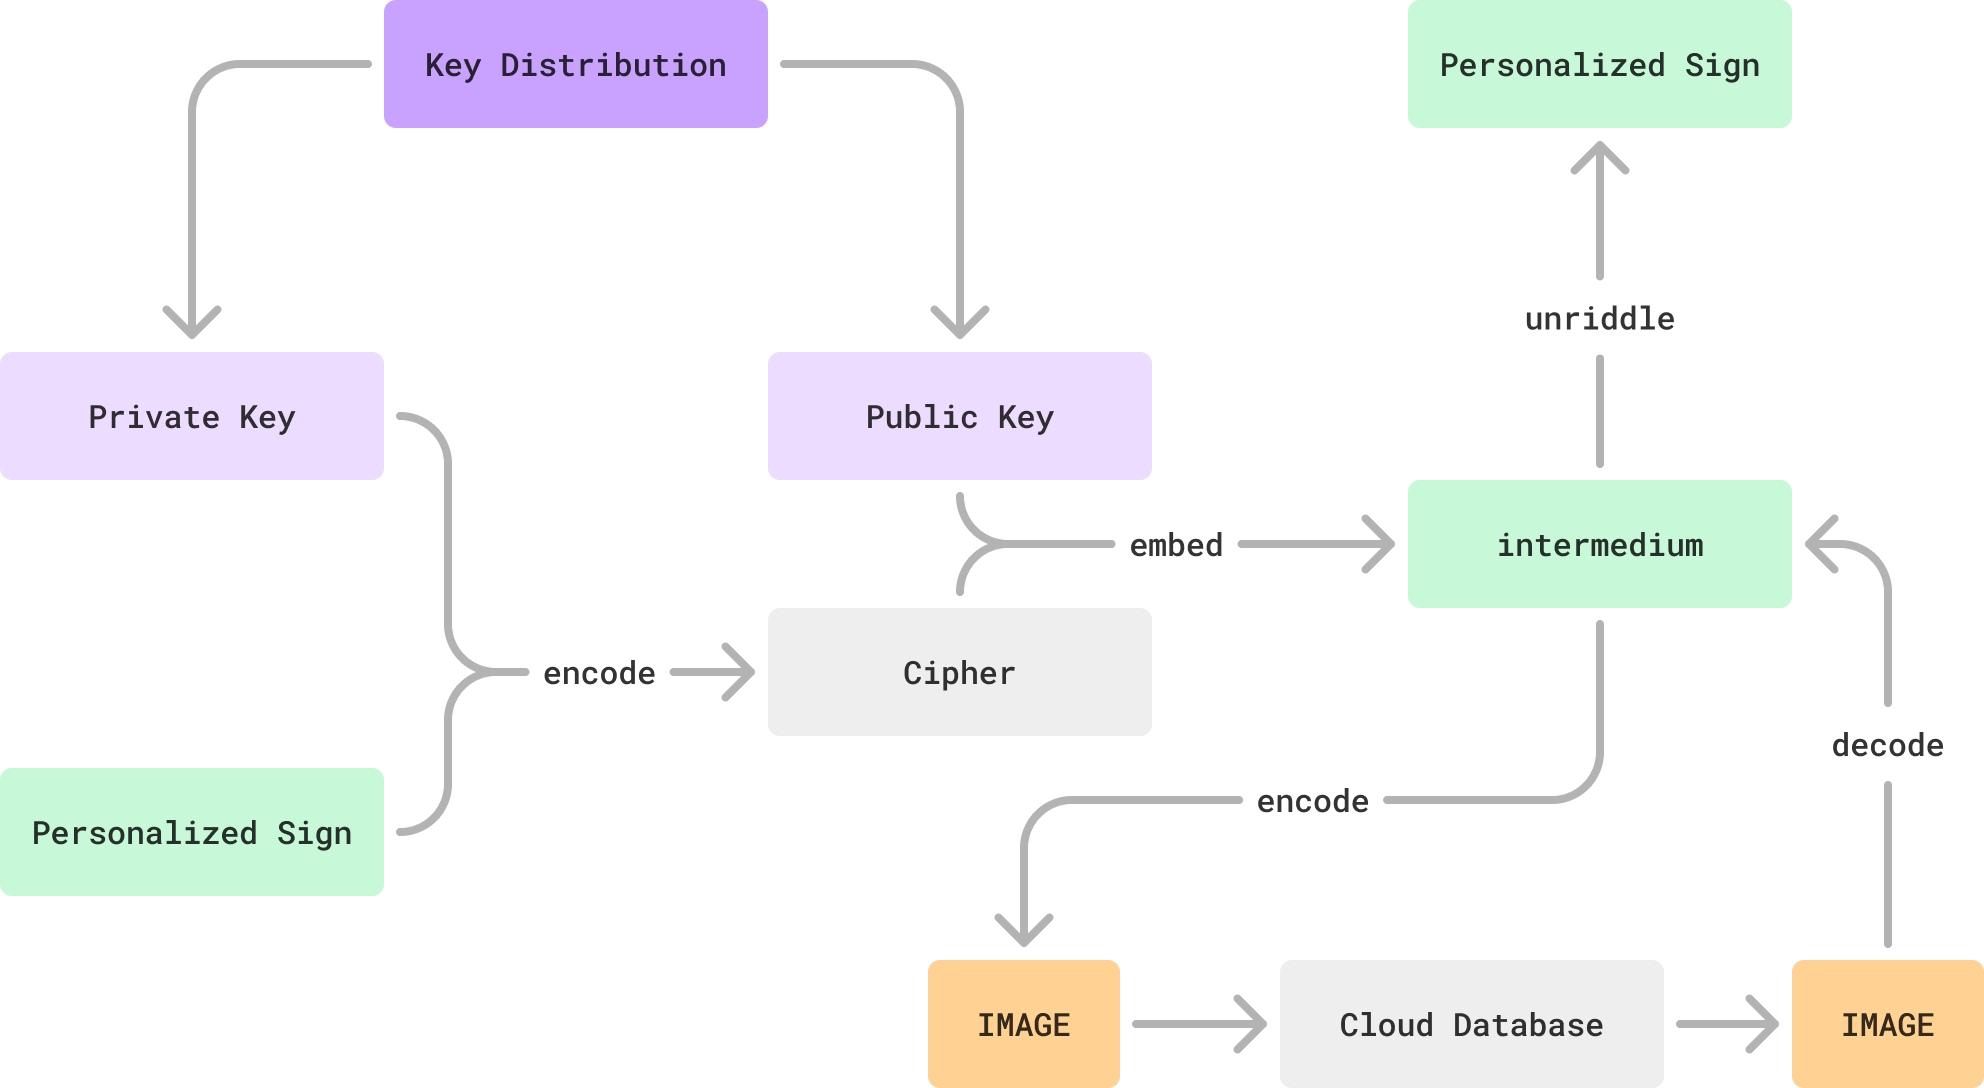 Key Distribution
Personalized Sign
unriddle
Private Key
Public Key
embed
intermedium
encode
Cipher
decode
Personalized Sign
encode
IMAGE
Cloud Database
IMAGE